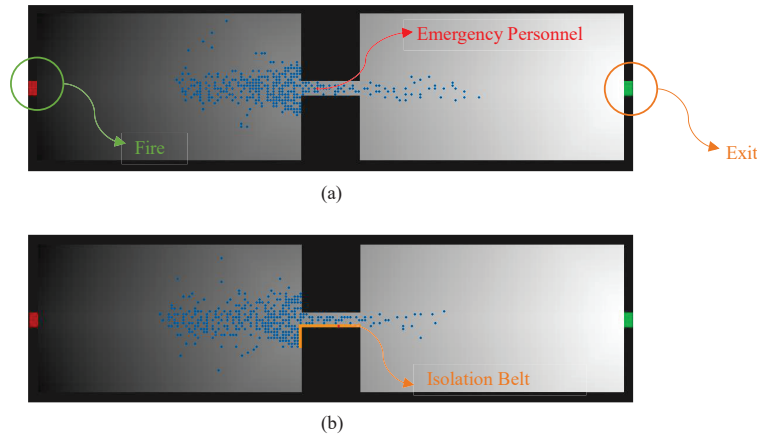 Emergency Personnel
Fire
Exit
(a)
Isolation Belt
(b)